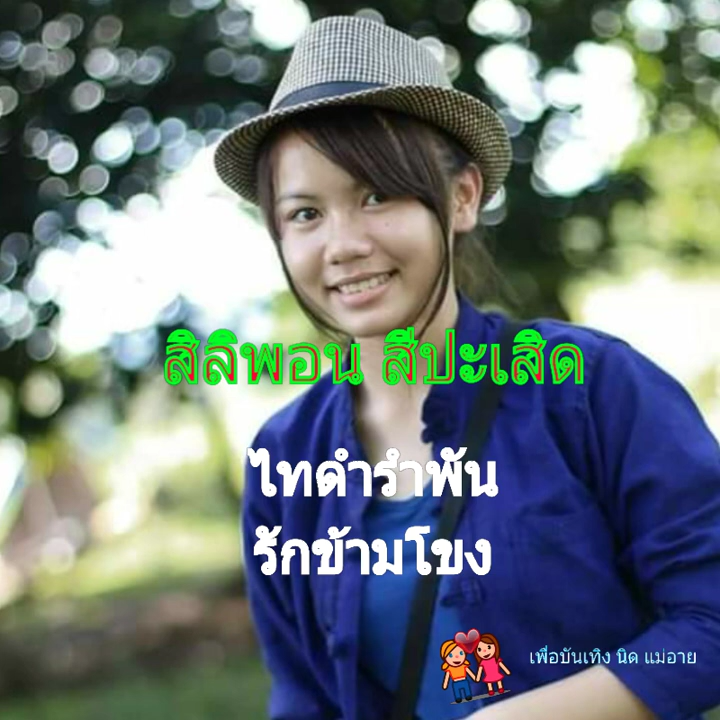 สิลิพอน สีปะเสิด
ไทดำรำพัน
รักข้ามโขง
เพื่อบันเทิง นิด แม่อาย